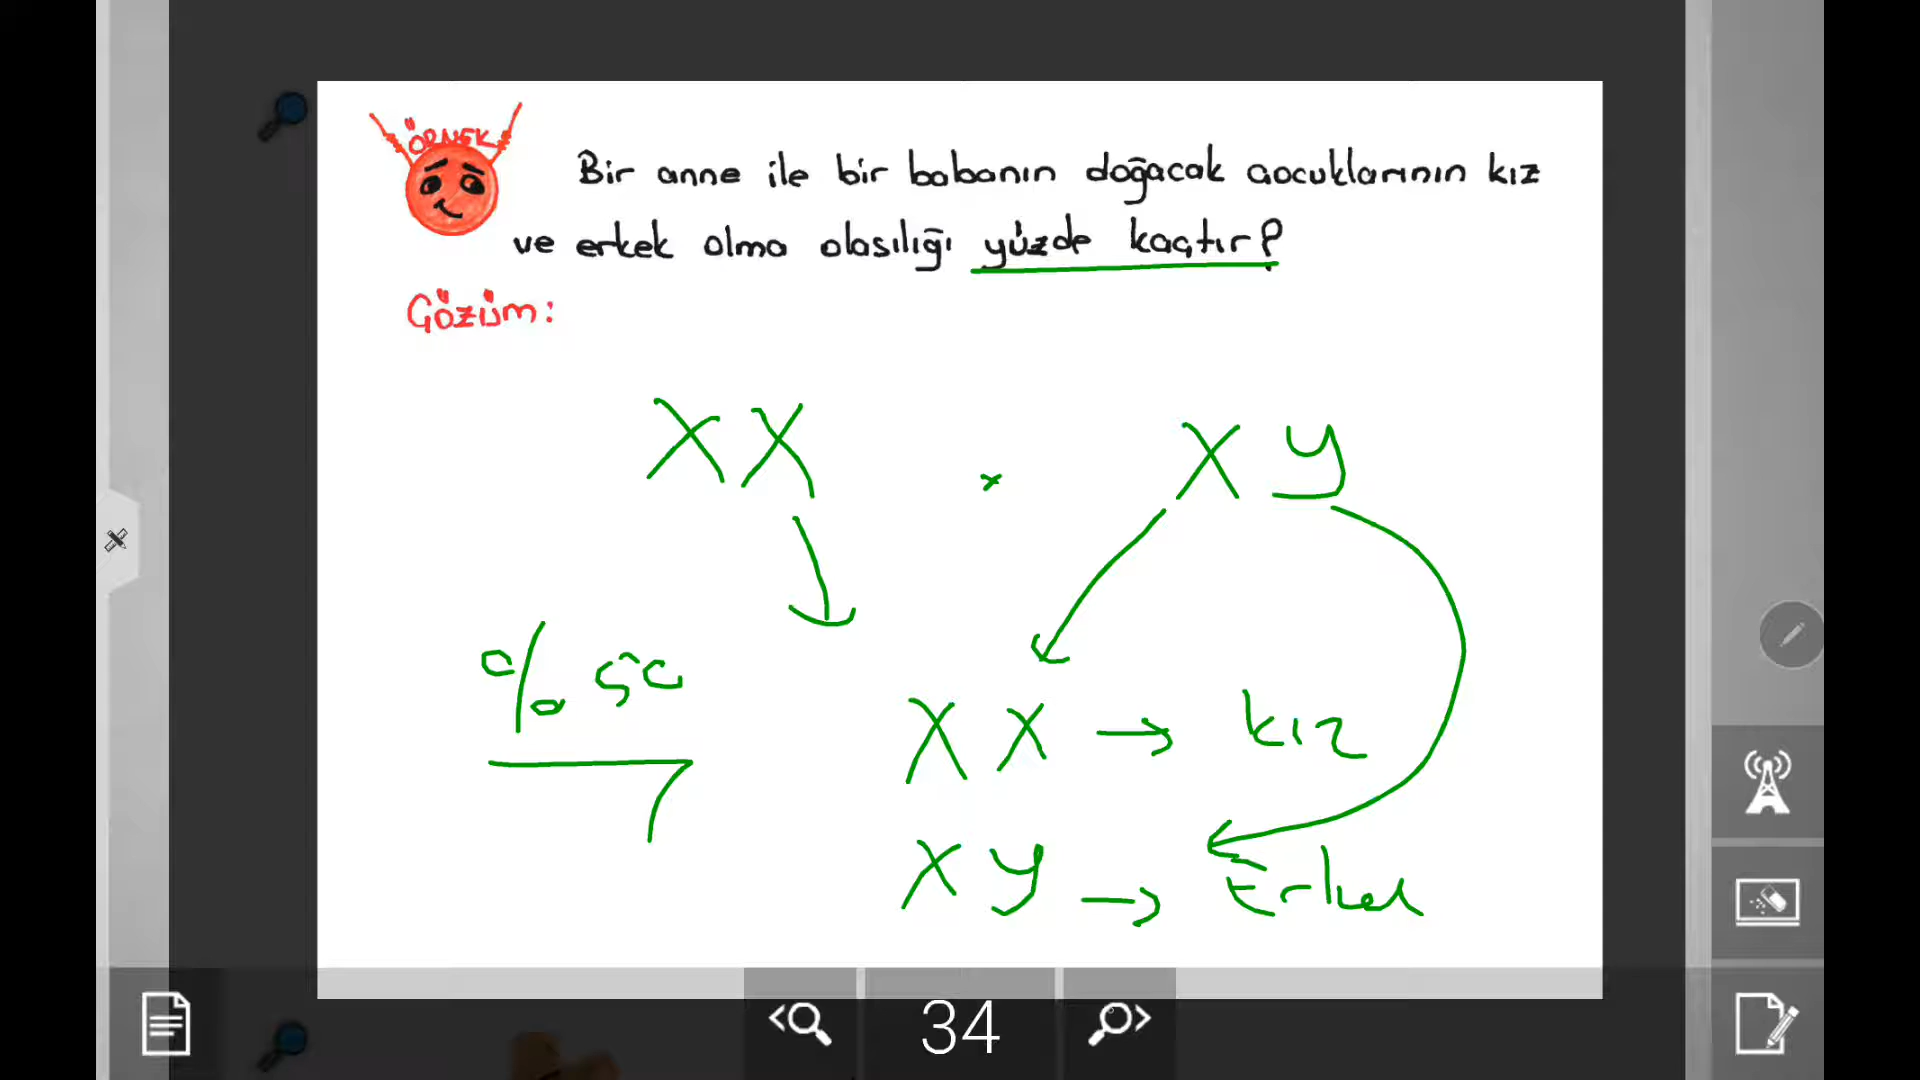 ÖRNEK
Bir anne ile bir babanın doğacak çocuklarının kız
ve erkek olma olasılığı yüzde kaçtır?
Çözüm:
XX × XY
% 50
XX → kız
XY → Erkek
34